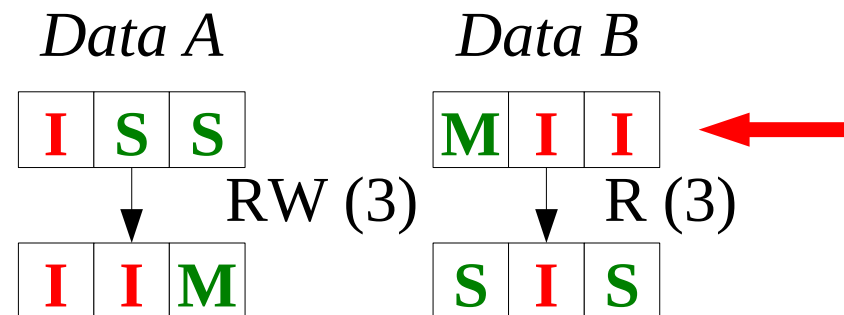 Data A Data B
I S S M I I
RW (3) R (3)
I I M S I S